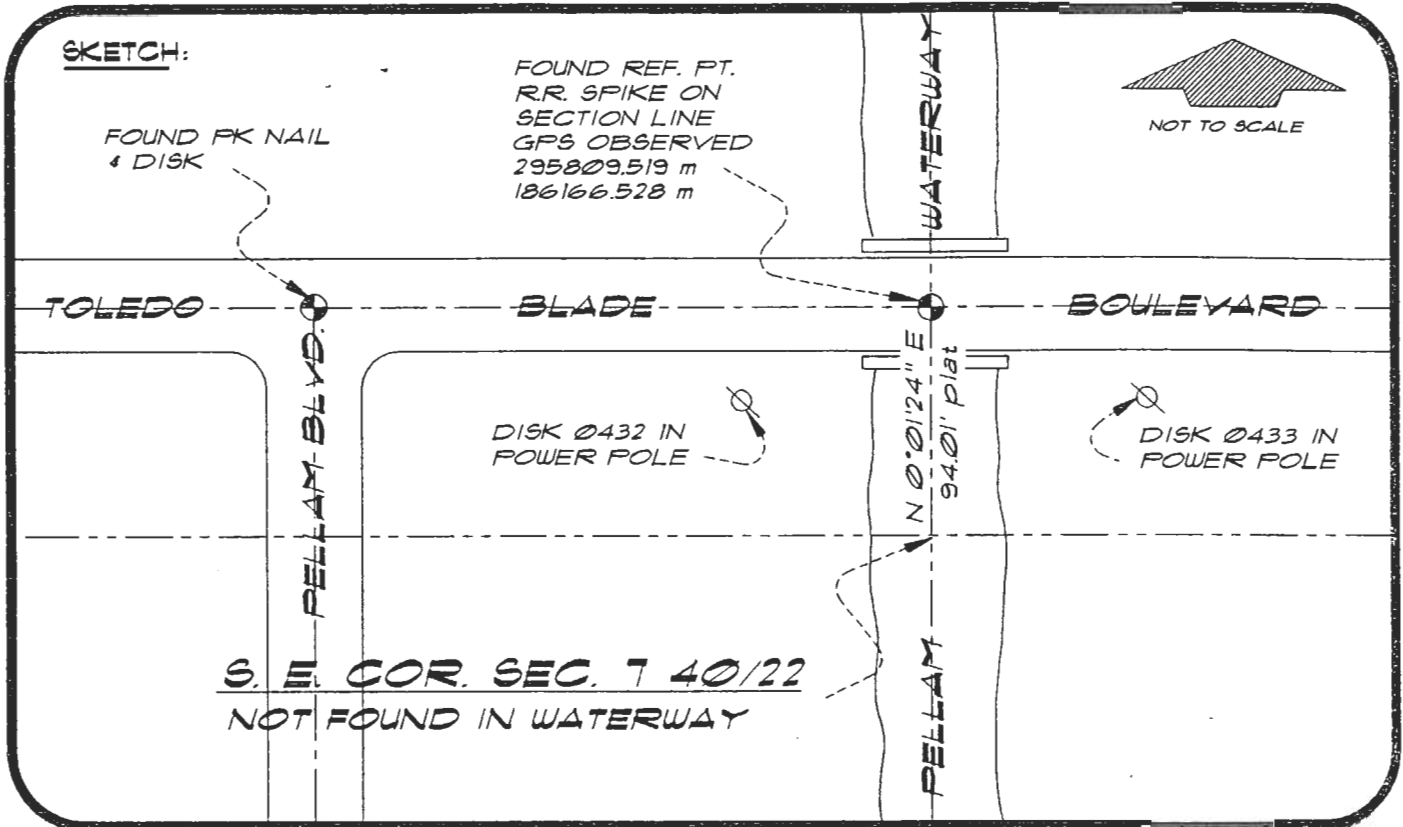 SKETCH:
FOUND REF. PT.
R.R. SPIKE ON
SECTION LINE
GPS OBSERVED
295809.519 m
186166.528 m
FOUND PK NAIL
& DISK
WATERWAY
NOT TO SCALE
TOLEDO BLADE BOULEVARD
PELLAM BLVD.
N 0°01'24" E
94.01' plat
DISK 0432 IN
POWER POLE
DISK 0433 IN
POWER POLE
S. E. COR. SEC. 7 40/22
NOT FOUND IN WATERWAY
PELLAM